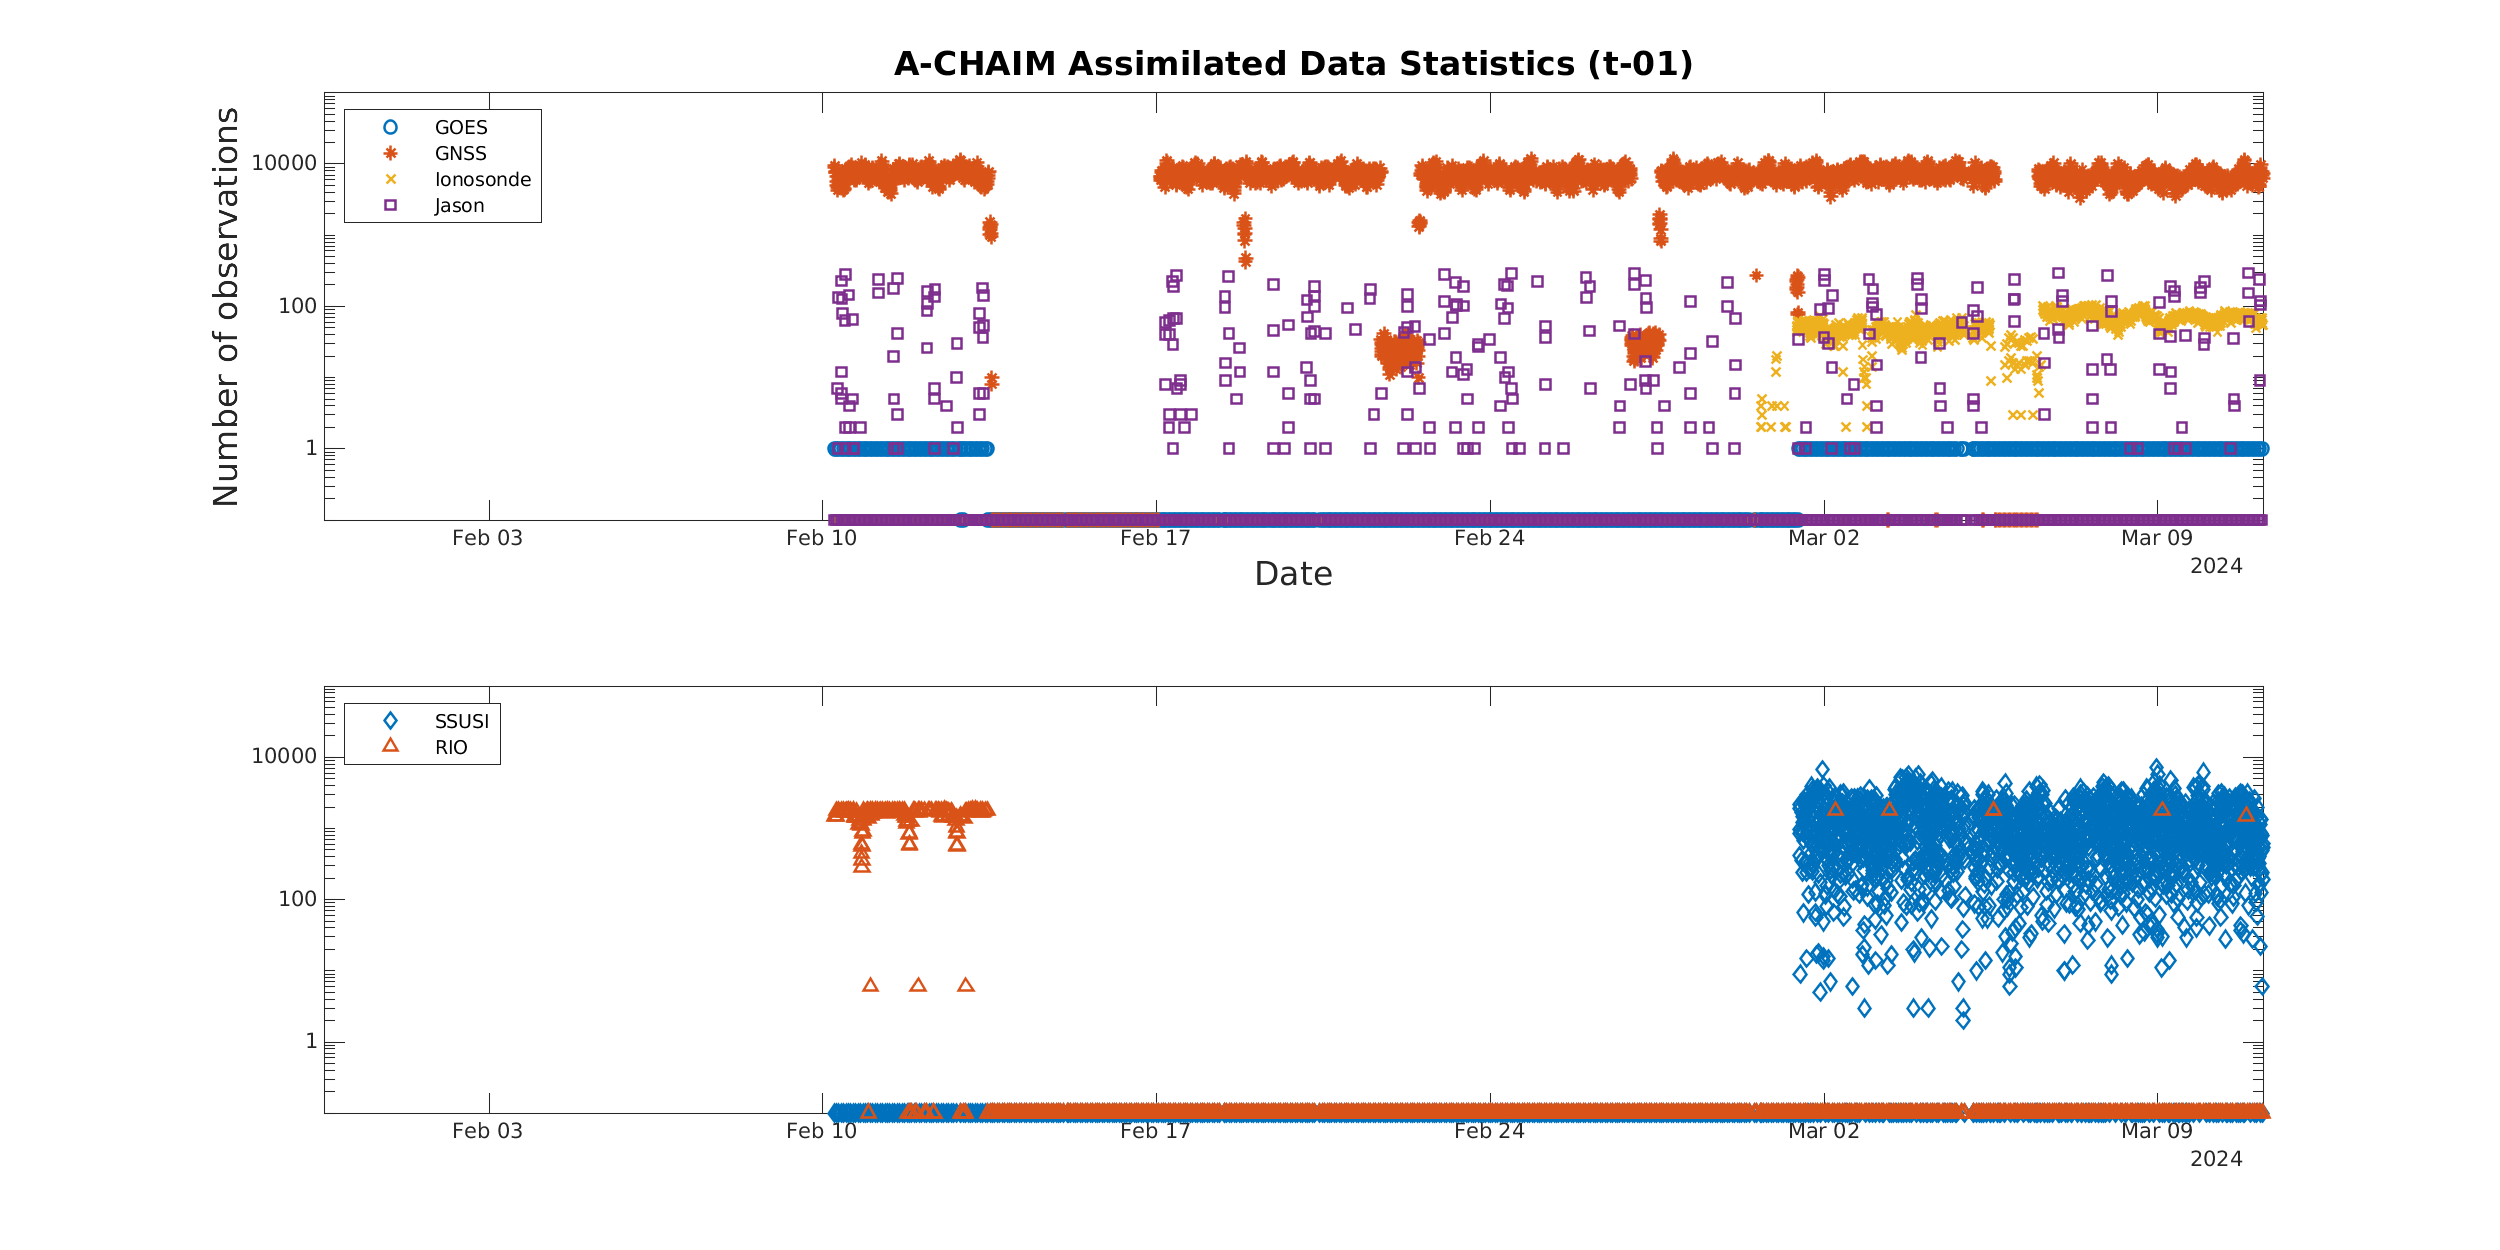 A-CHAIM Assimilated Data Statistics (t-01)
Number of observations
10000
100
1
GOES
GNSS
Ionosonde
Jason
Feb 03
Feb 10
Feb 17
Feb 24
Mar 02
Mar 09
2024
Date
10000
100
1
SSUSI
RIO
Feb 03
Feb 10
Feb 17
Feb 24
Mar 02
Mar 09
2024